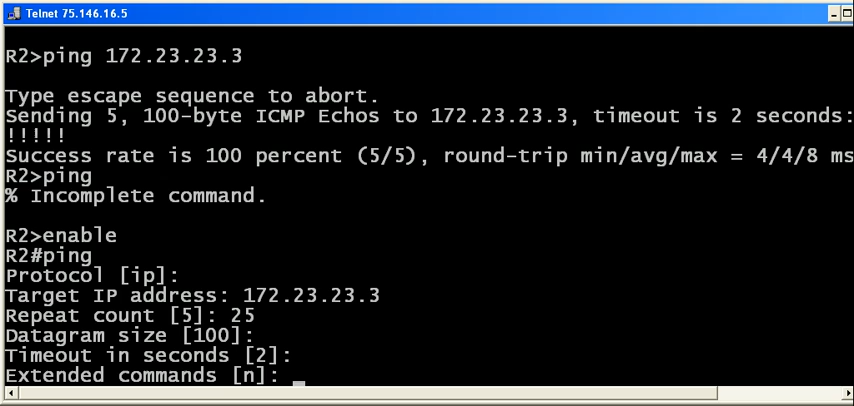 Telnet 75.146.16.5
R2>ping 172.23.23.3
Type escape sequence to abort.
Sending 5, 100-byte ICMP Echos to 172.23.23.3, timeout is 2 seconds:
!!!!!
Success rate is 100 percent (5/5), round-trip min/avg/max = 4/4/8 ms
R2>ping
% Incomplete command.
R2>enable
R2#ping
Protocol [ip]:
Target IP address: 172.23.23.3
Repeat count [5]: 25
Datagram size [100]:
Timeout in seconds [2]:
Extended commands [n]: